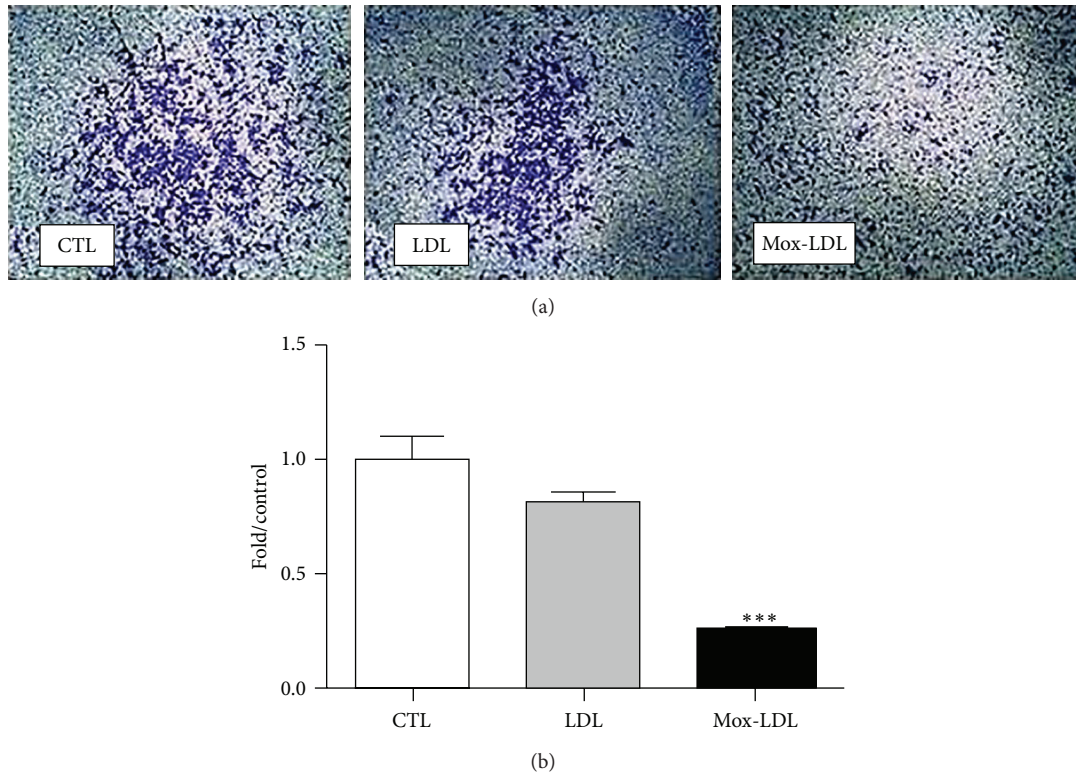 CTL
LDL
Mox-LDL
(a)
1.5
1.0
0.5
0.0
Fold/control
***
CTL
LDL
Mox-LDL
(b)